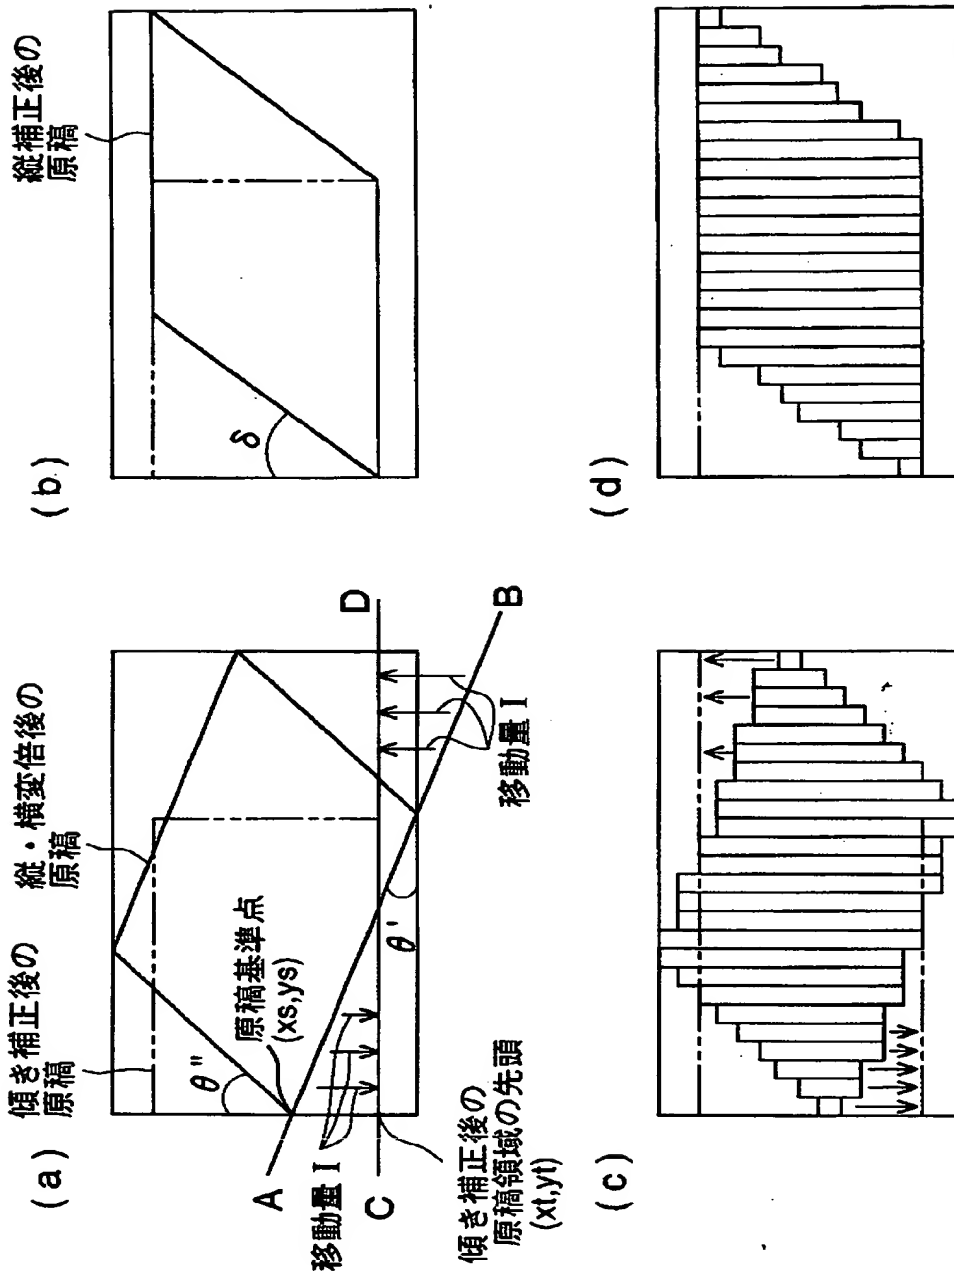 (a)
傾き補正後の
原稿
縦・横変倍後の
原稿
θ"
原稿基準点
(xs,ys)
A
B
C
D
θ'
移動量 I
移動量 I
傾き補正後の
原稿領域の先頭
(xt,yt)
(b)
縦補正後の
原稿
δ
(c)
(d)